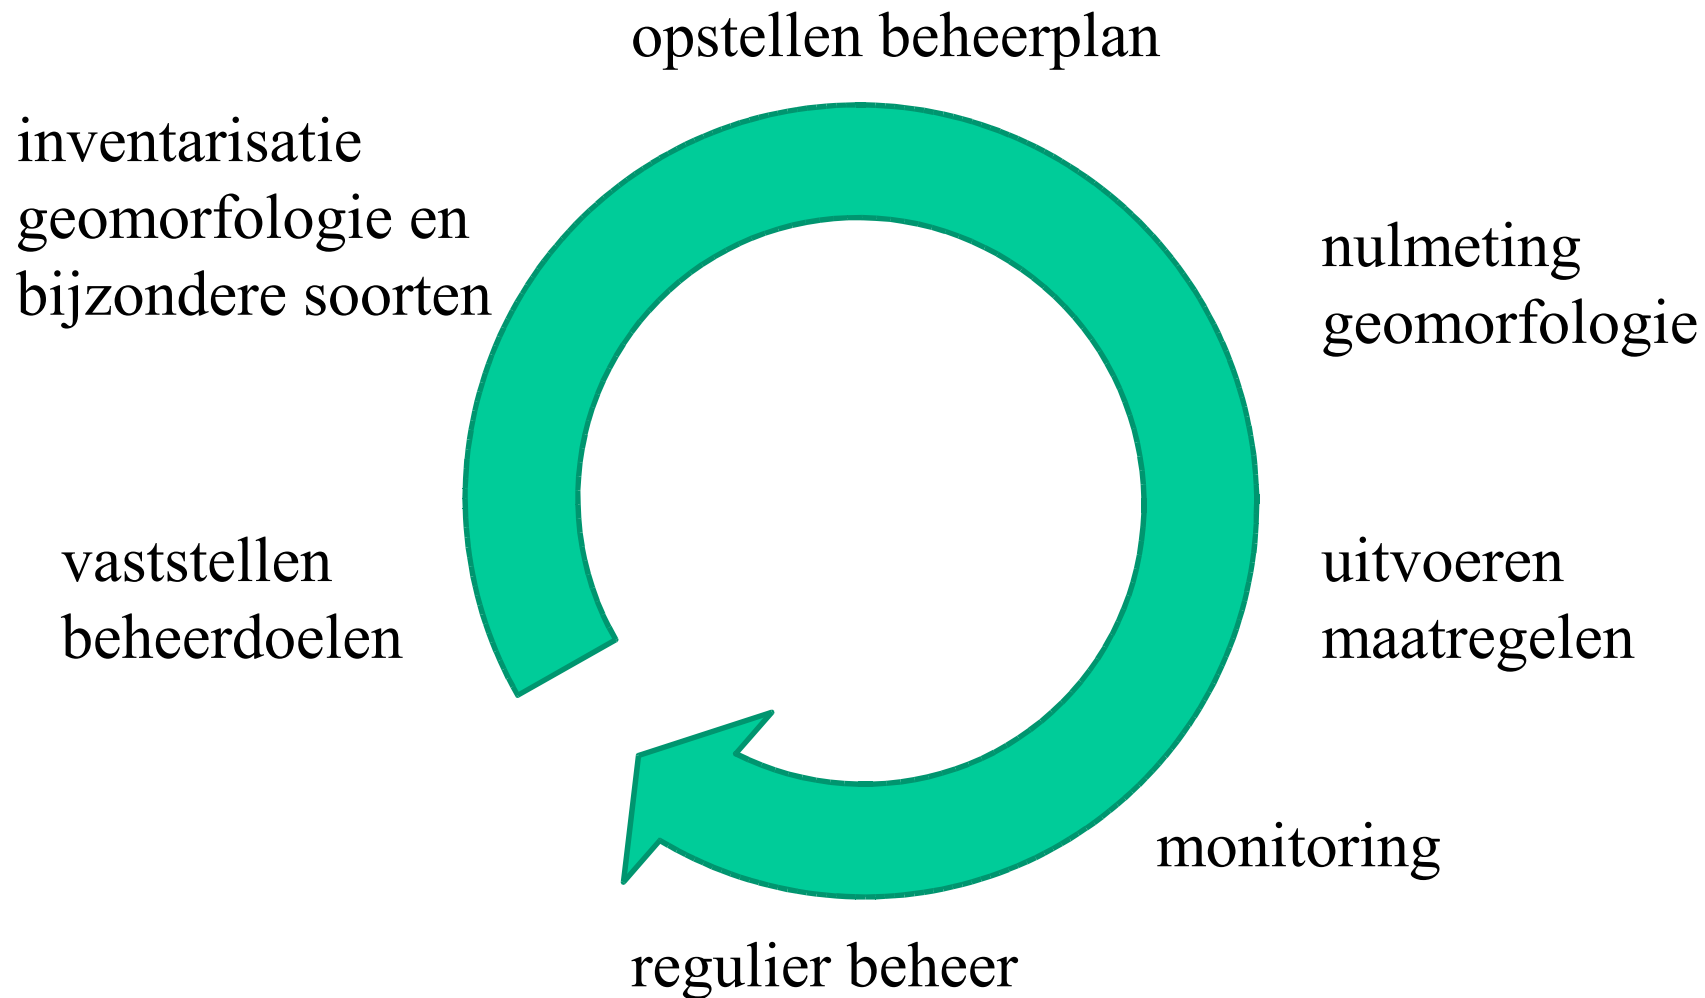 opstellen beheerplan
inventarisatie
geomorfologie en
bijzondere soorten
nulmeting
geomorfologie
vaststellen
beheerdoelen
uitvoeren
maatregelen
monitoring
regulier beheer